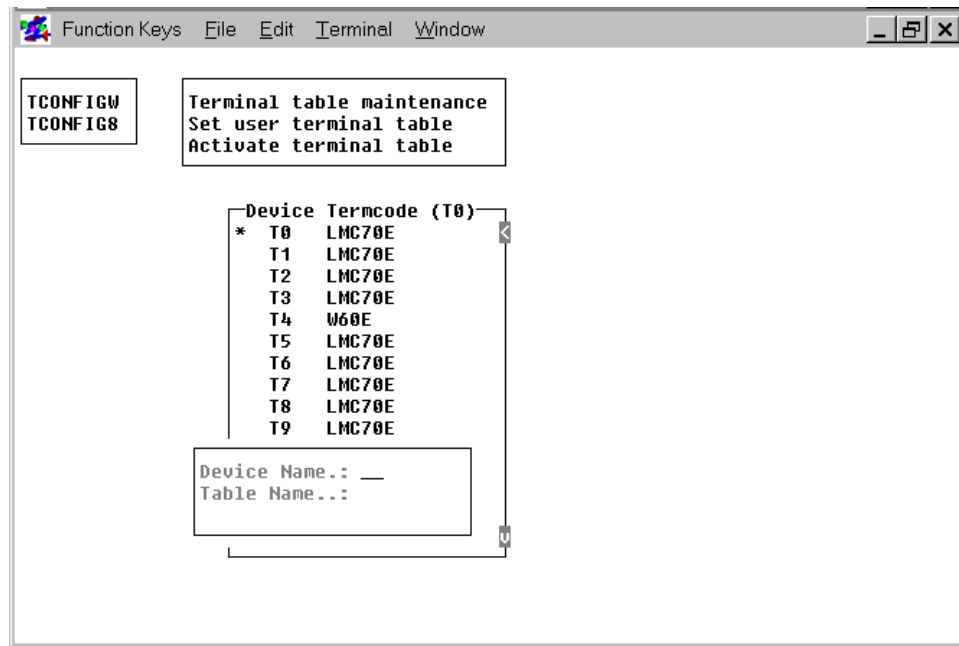 Function Keys File Edit Terminal Window
TCONFIGW
TCONFIG8
Terminal table maintenance
Set user terminal table
Activate terminal table
Device Termcode (T0)
* T0 LMC70E
T1 LMC70E
T2 LMC70E
T3 LMC70E
T4 W60E
T5 LMC70E
T6 LMC70E
T7 LMC70E
T8 LMC70E
T9 LMC70E
Device Name.: __
Table Name..: